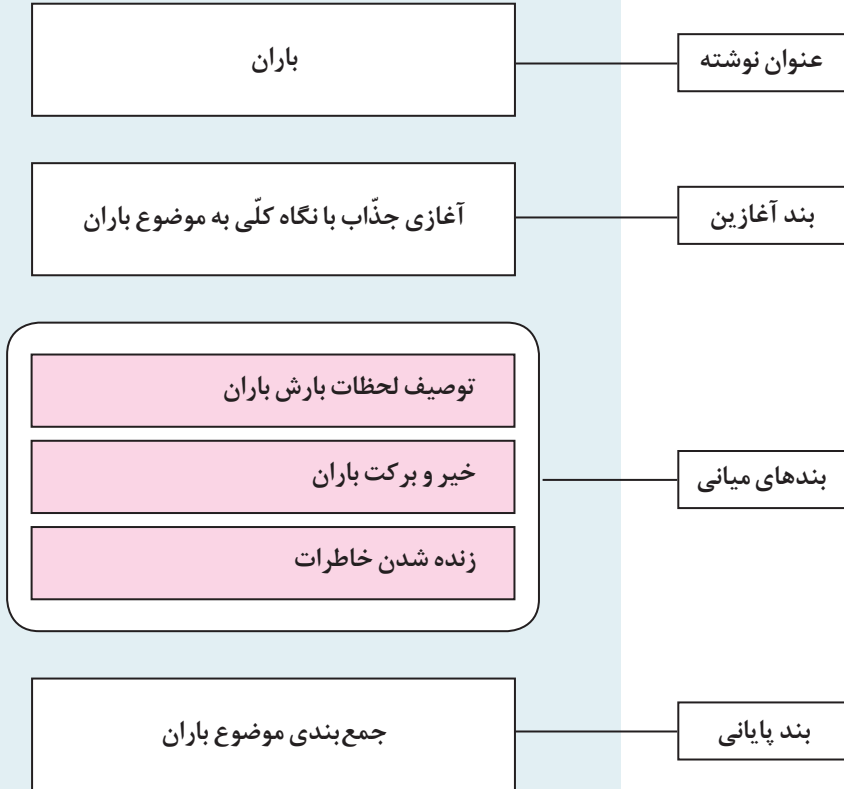 عنوان نوشته
باران
بند آغازین
آغازی جذّاب با نگاه کلّی به موضوع باران
بندهای میانی
توصیف لحظات بارش باران
خیر و برکت باران
زنده شدن خاطرات
بند پایانی
جمع‌بندی موضوع باران